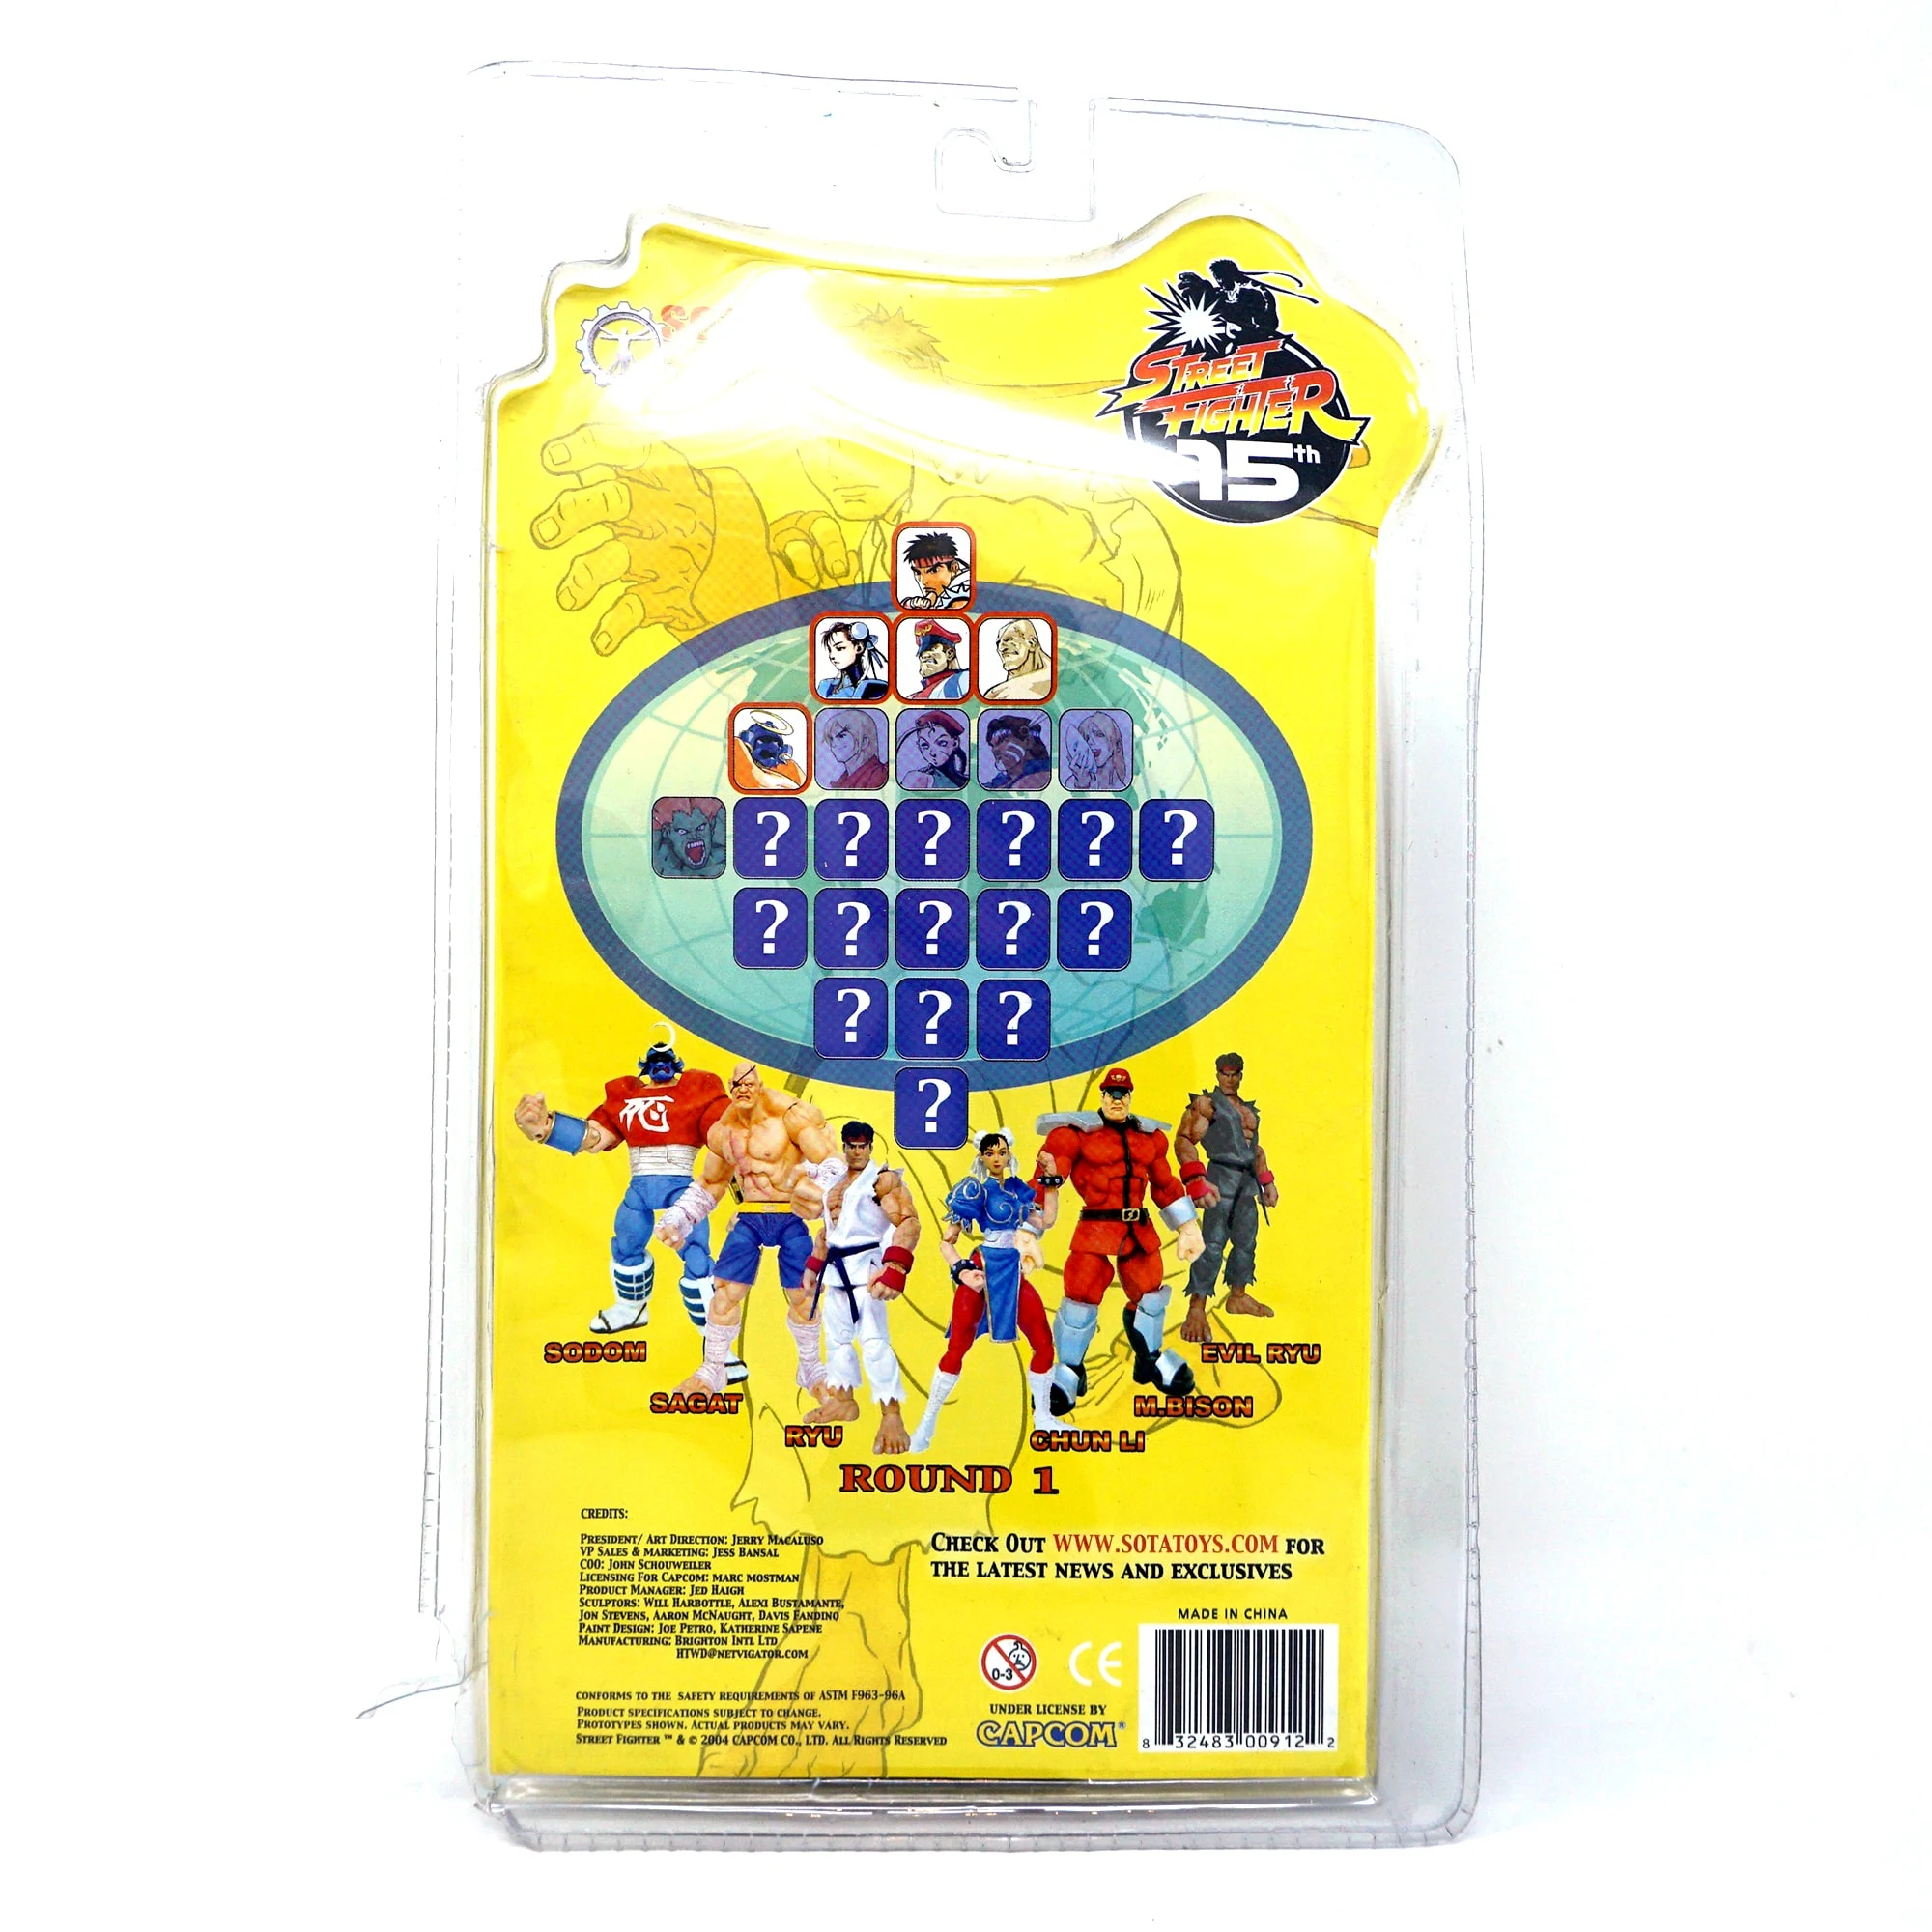 STREET
FIGHTER
15th
?
? ? ? ? ? ?
? ? ? ? ?
? ? ?
?
SODOM
SAGAT
RYU
CHUN LI
M.BISON
EVIL RYU
ROUND 1
CREDITS:
PRESIDENT/ ART DIRECTION: JERRY MACALUSO
VP SALES & MARKETING: JESS BANSAL
COO: JOHN SCHOUWEILER
LICENSING FOR CAPCOM: MARC MOSTMAN
PRODUCT MANAGER: JED HAIGH
SCULPTORS: WILL HARBOTTLE, ALEXI BUSTAMANTE,
JON STEVENS, AARON MCNAUGHT, DAVIS FANDINO
PAINT DESIGN: JOE PETRO, KATHERINE SAPENE
MANUFACTURING: BRIGHTON INTL LTD
HTWD@NETVIGATOR.COM
CHECK OUT WWW.SOTATOYS.COM FOR
THE LATEST NEWS AND EXCLUSIVES
MADE IN CHINA
0-3
CE
CONFORMS TO THE SAFETY REQUIREMENTS OF ASTM F963-96A
PRODUCT SPECIFICATIONS SUBJECT TO CHANGE.
PROTOTYPES SHOWN. ACTUAL PRODUCTS MAY VARY.
STREET FIGHTER ™ & © 2004 CAPCOM CO., LTD. ALL RIGHTS RESERVED
UNDER LICENSE BY
CAPCOM®
8 32483 00912 2